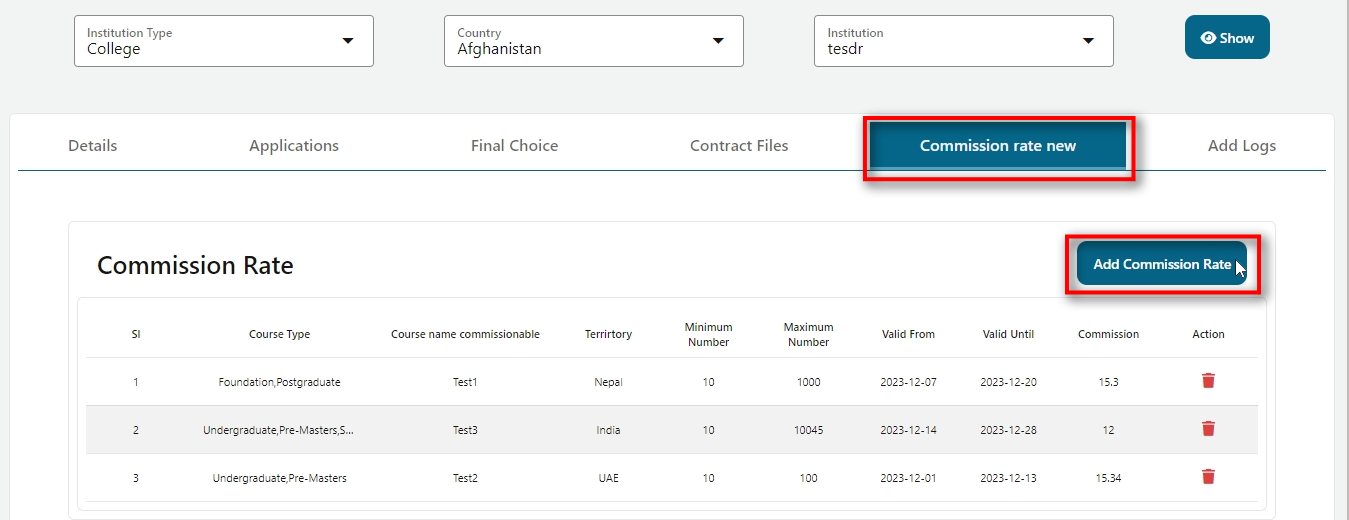 Institution Type Country Institution
College Afghanistan tesdr Show
Details Applications Final Choice Contract Files Commission rate new Add Logs
Commission Rate Add Commission Rate
Sl Course Type Course name commissionable Terrirtory Minimum Number Maximum Number Valid From Valid Until Commission Action
1 Foundation,Postgraduate Test1 Nepal 10 1000 2023-12-07 2023-12-20 15.3
2 Undergraduate,Pre-Masters,S... Test3 India 10 10045 2023-12-14 2023-12-28 12
3 Undergraduate,Pre-Masters Test2 UAE 10 100 2023-12-01 2023-12-13 15.34